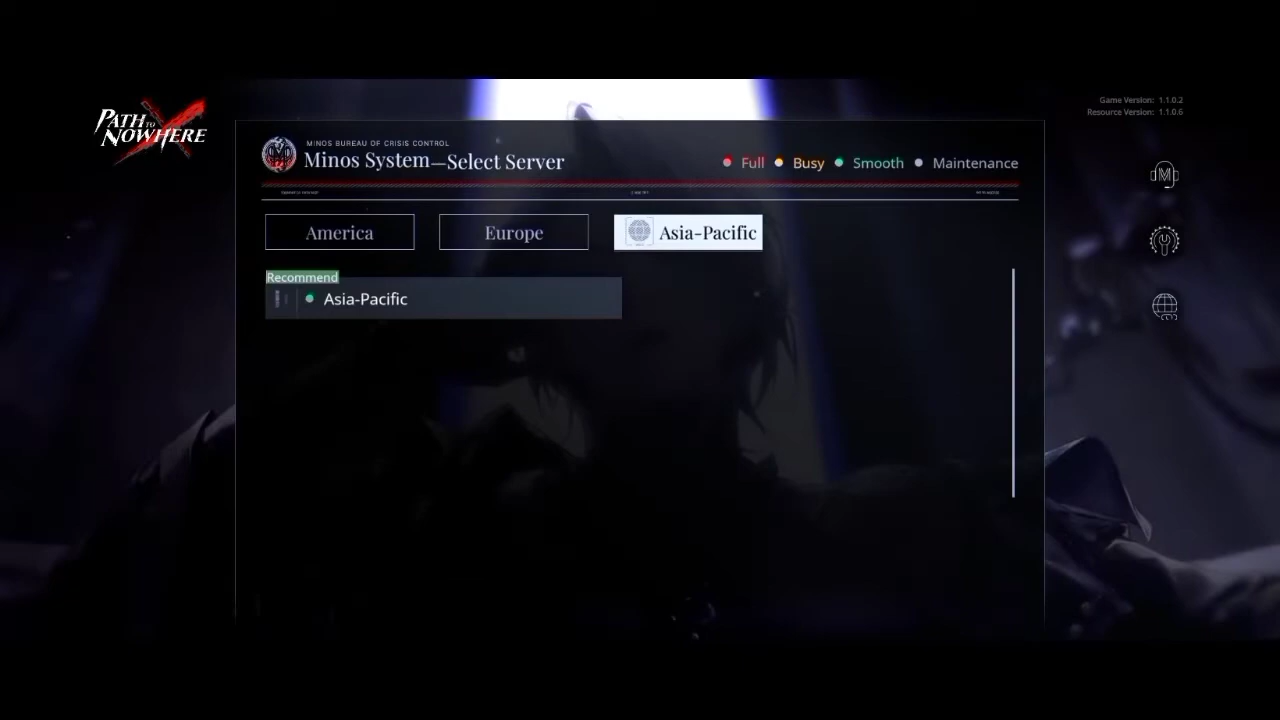 PATH TO NOWHERE
Game Version: 1.1.0.2
Resource Version: 1.1.0.6
MINOS BUREAU OF CRISIS CONTROL
Minos System—Select Server
Full Busy Smooth Maintenance
America Europe Asia-Pacific
Recommend
Asia-Pacific